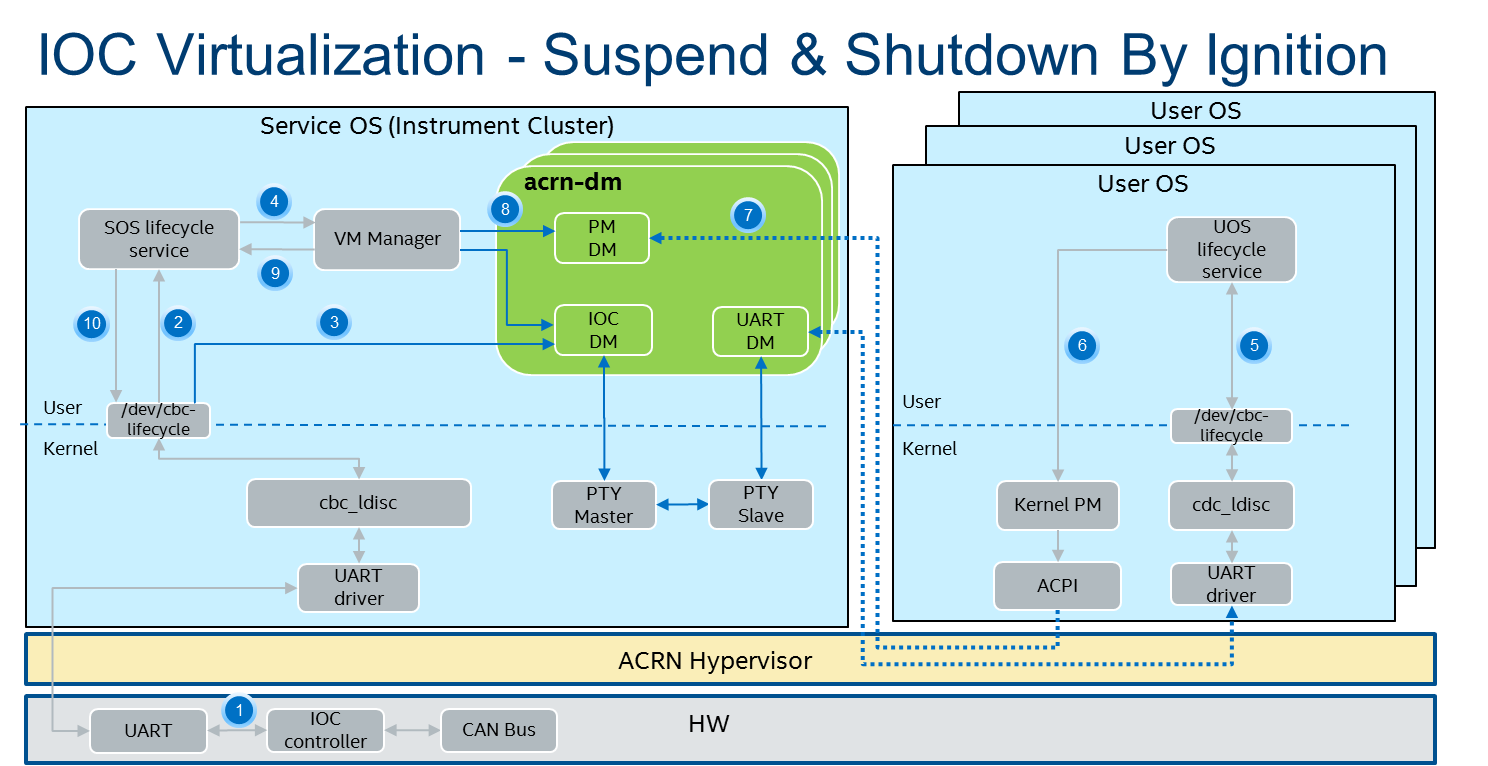 IOC Virtualization - Suspend & Shutdown By Ignition
Service OS (Instrument Cluster)
User OS
User OS
User OS
acrn-dm
4
8
7
SOS lifecycle
service
VM Manager
PM
DM
UOS
lifecycle
service
9
10
2
3
IOC
DM
UART
DM
6
5
User
/dev/cbc-
lifecycle
Kernel
User
/dev/cbc-
lifecycle
Kernel
cbc_ldisc
PTY
Master
PTY
Slave
Kernel PM
cdc_ldisc
UART
driver
ACPI
UART
driver
ACRN Hypervisor
1
UART
IOC
controller
CAN Bus
HW